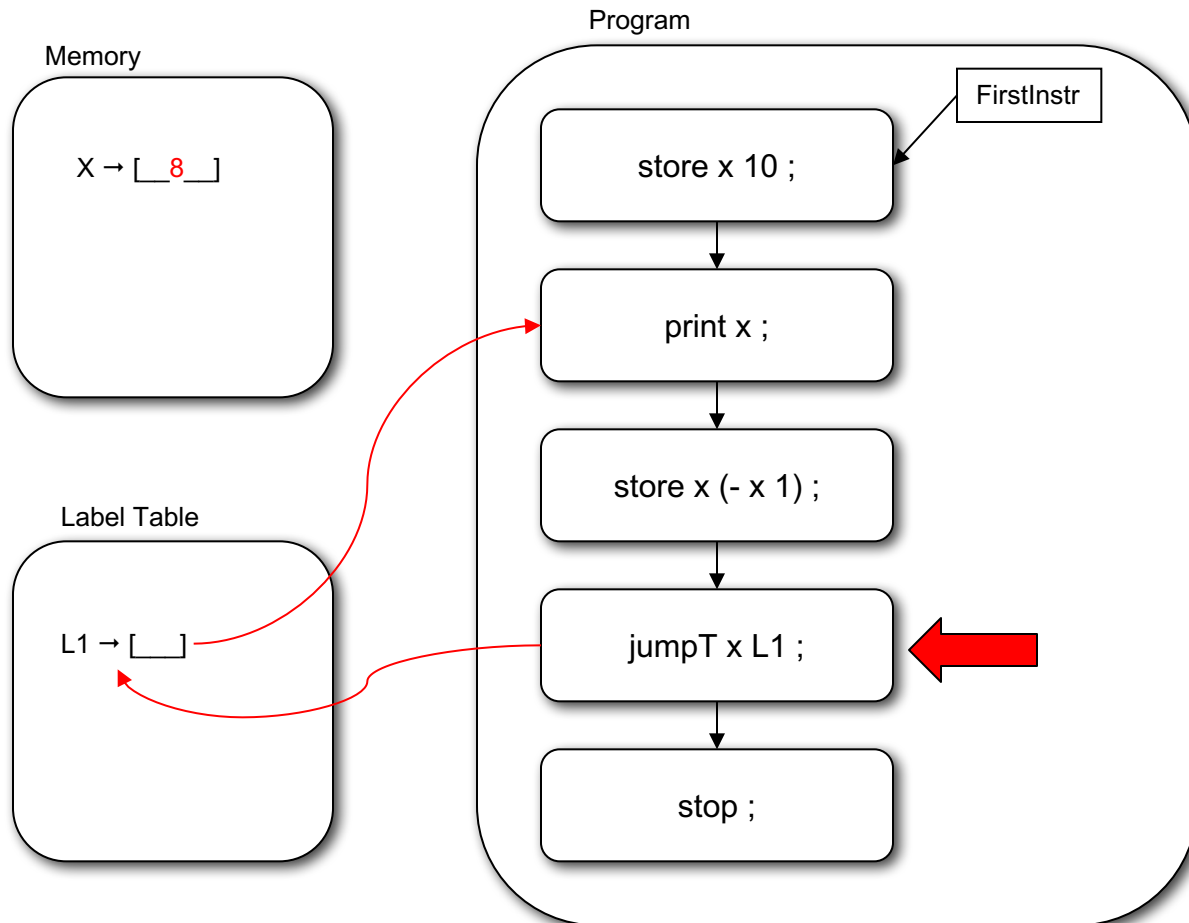 Program
Memory
FirstInstr
X → [__8__]
store x 10 ;
print x ;
store x (- x 1) ;
Label Table
L1 → [___]
jumpT x L1 ;
stop ;